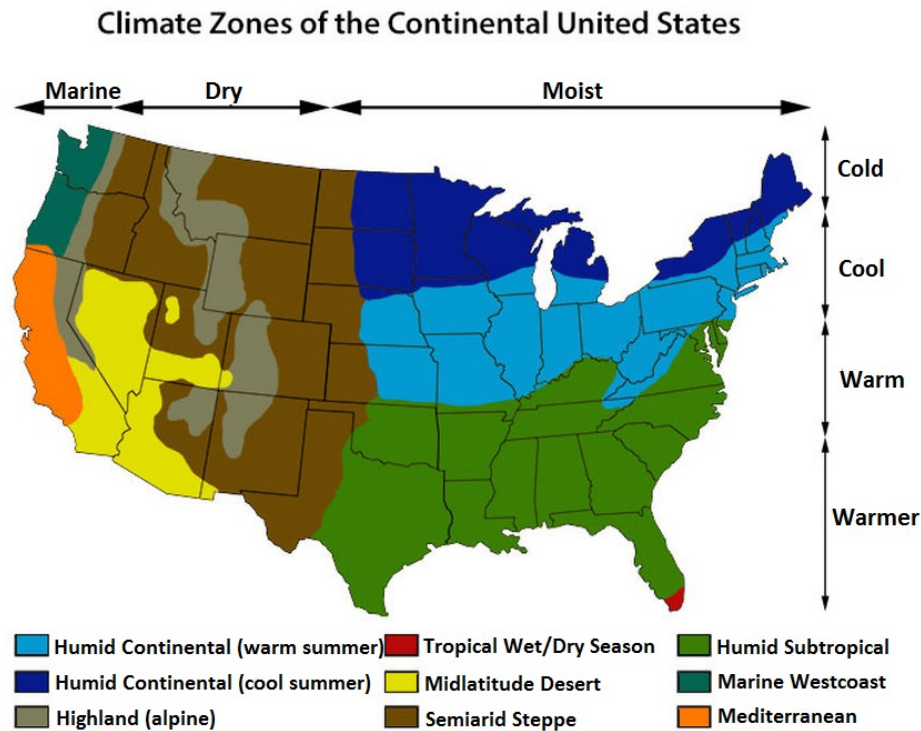 Climate Zones of the Continental United States
Marine Dry Moist
Cold
Cool
Warm
Warmer
Humid Continental (warm summer) Tropical Wet/Dry Season Humid Subtropical
Humid Continental (cool summer) Midlatitude Desert Marine Westcoast
Highland (alpine) Semiarid Steppe Mediterranean